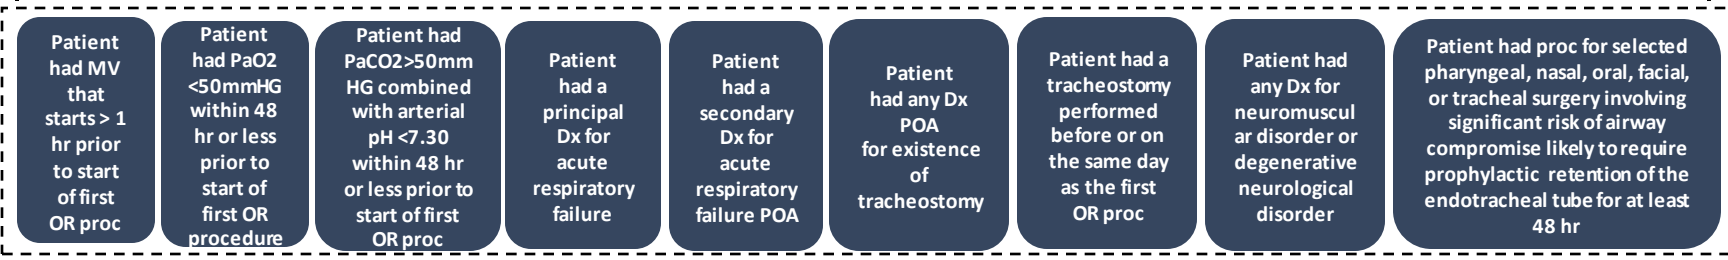 Patient
had MV
that
starts > 1
hr prior
to start
of first
OR proc
Patient
had PaO2
<50mmHG
within 48
hr or less
prior to
start of
first OR
procedure
Patient had
PaCO2>50mm
HG combined
with arterial
pH <7.30
within 48 hr
or less prior to
start of first
OR proc
Patient
had a
principal
Dx for
acute
respiratory
failure
Patient
had a
secondary
Dx for
acute
respiratory
failure POA
Patient
had any Dx
POA
for existence
of
tracheostomy
Patient had a
tracheostomy
performed
before or on
the same day
as the first
OR proc
Patient had
any Dx for
neuromuscul
ar disorder or
degenerative
neurological
disorder
Patient had proc for selected
pharyngeal, nasal, oral, facial,
or tracheal surgery involving
significant risk of airway
compromise likely to require
prophylactic retention of the
endotracheal tube for at least
48 hr